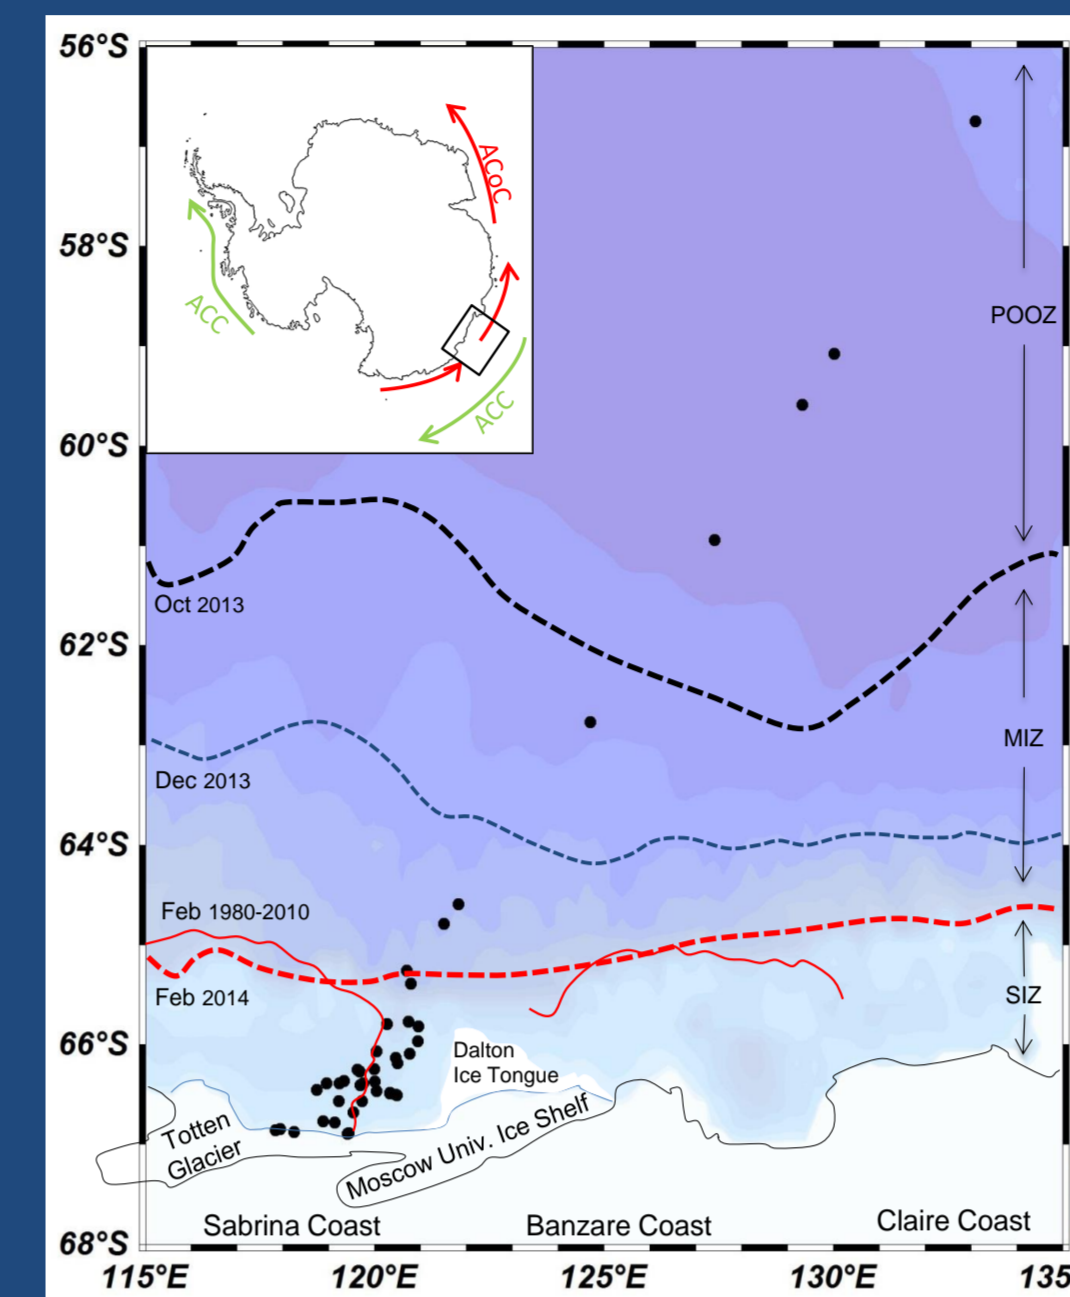 56°S
58°S
60°S
62°S
64°S
66°S
68°S
ACoC
ACC
ACC
POOZ
Oct 2013
MIZ
Dec 2013
Feb 1980-2010
Feb 2014
SIZ
Dalton
Ice Tongue
Totten
Glacier
Moscow Univ. Ice Shelf
Sabrina Coast
Banzare Coast
Claire Coast
115°E
120°E
125°E
130°E
135